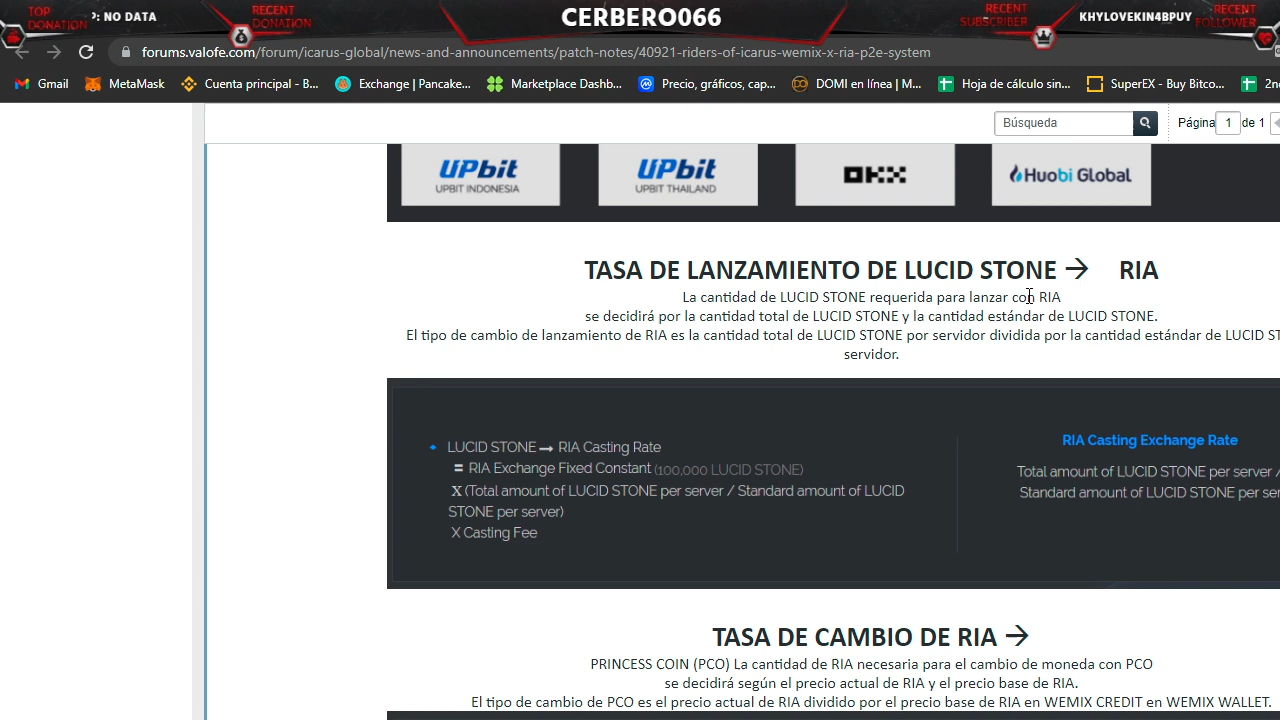 TOP
DONATION
P: NO DATA
RECENT
DONATION
CERBERO066
RECENT
SUBSCRIBER
KHYLOVEKIN4BPUY
RECENT
FOLLOWER
forums.valofe.com/forum/icarus-global/news-and-announcements/patch-notes/40921-riders-of-icarus-wemix-x-ria-p2e-system
Gmail
MetaMask
Cuenta principal - B...
Exchange | Pancake...
Marketplace Dashb...
Precio, gráficos, cap...
DOMI en línea | M...
Hoja de cálculo sin...
SuperEX - Buy Bitco...
2n
Búsqueda
Página 1 de 1
UPbit
UPBIT INDONESIA
UPbit
UPBIT THAILAND
OKX
Huobi Global
TASA DE LANZAMIENTO DE LUCID STONE → RIA
La cantidad de LUCID STONE requerida para lanzar con RIA
se decidirá por la cantidad total de LUCID STONE y la cantidad estándar de LUCID STONE.
El tipo de cambio de lanzamiento de RIA es la cantidad total de LUCID STONE por servidor dividida por la cantidad estándar de LUCID ST
servidor.
LUCID STONE → RIA Casting Rate
= RIA Exchange Fixed Constant (100,000 LUCID STONE)
X (Total amount of LUCID STONE per server / Standard amount of LUCID
STONE per server)
X Casting Fee
RIA Casting Exchange Rate
Total amount of LUCID STONE per server /
Standard amount of LUCID STONE per ser
TASA DE CAMBIO DE RIA →
PRINCESS COIN (PCO) La cantidad de RIA necesaria para el cambio de moneda con PCO
se decidirá según el precio actual de RIA y el precio base de RIA.
El tipo de cambio de PCO es el precio actual de RIA dividido por el precio base de RIA en WEMIX CREDIT en WEMIX WALLET.